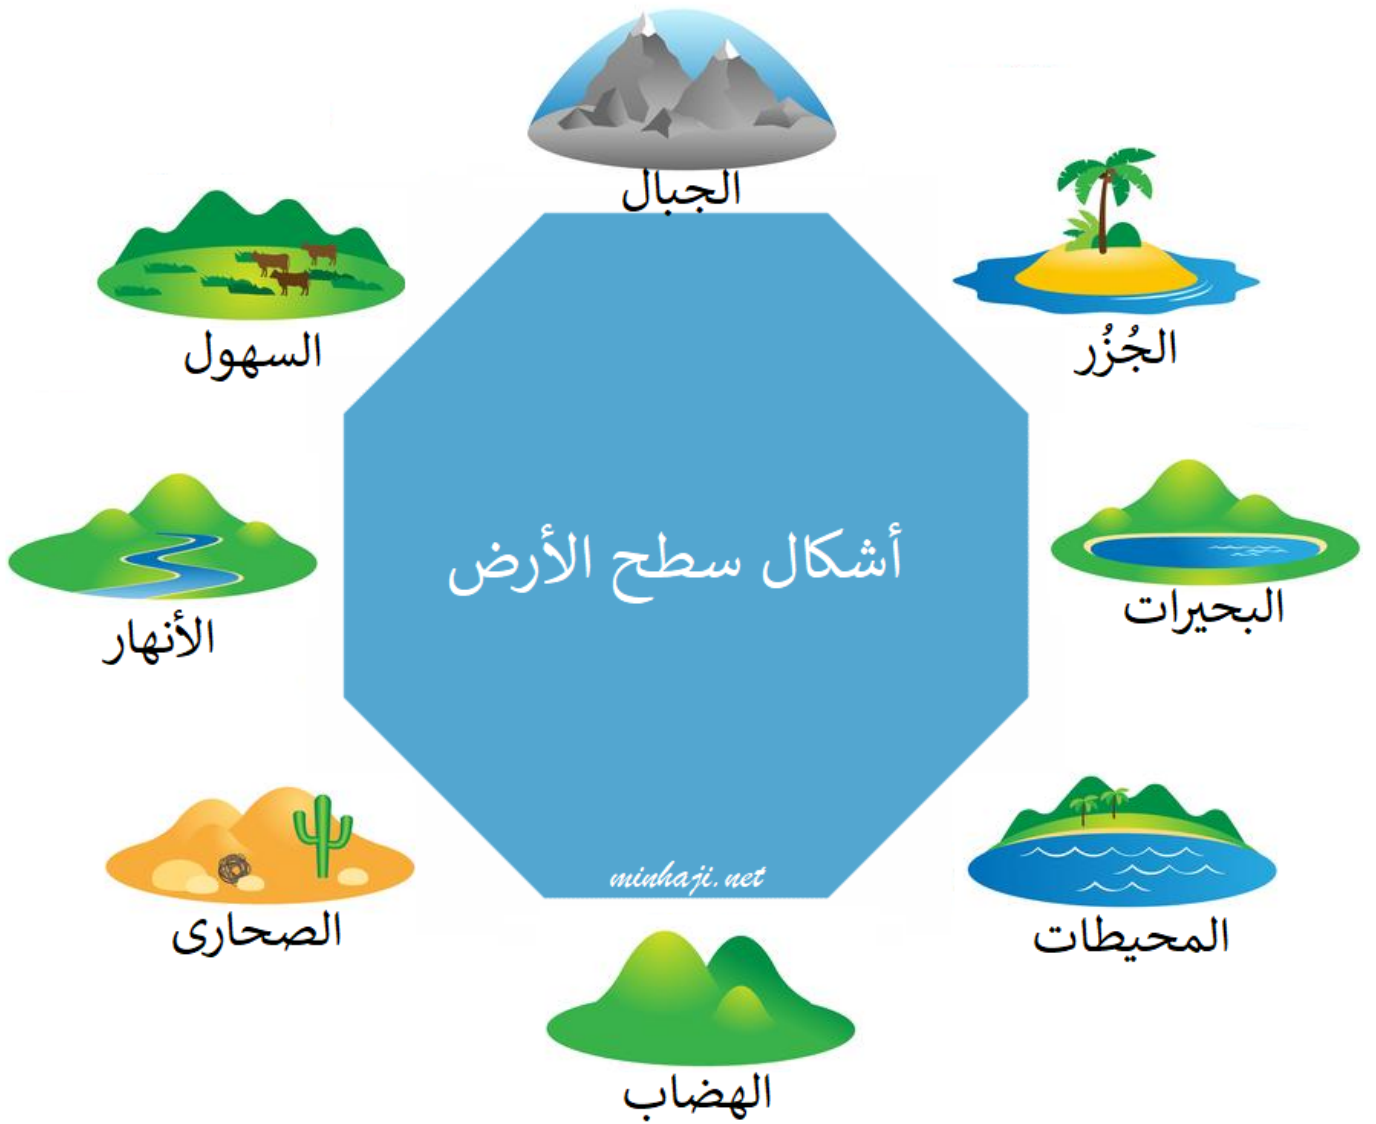 الجبال
الجُزُر
السهول
البحيرات
أشكال سطح الأرض
الأنهار
المحيطات
الصحارى
minhaji.net
الهضاب